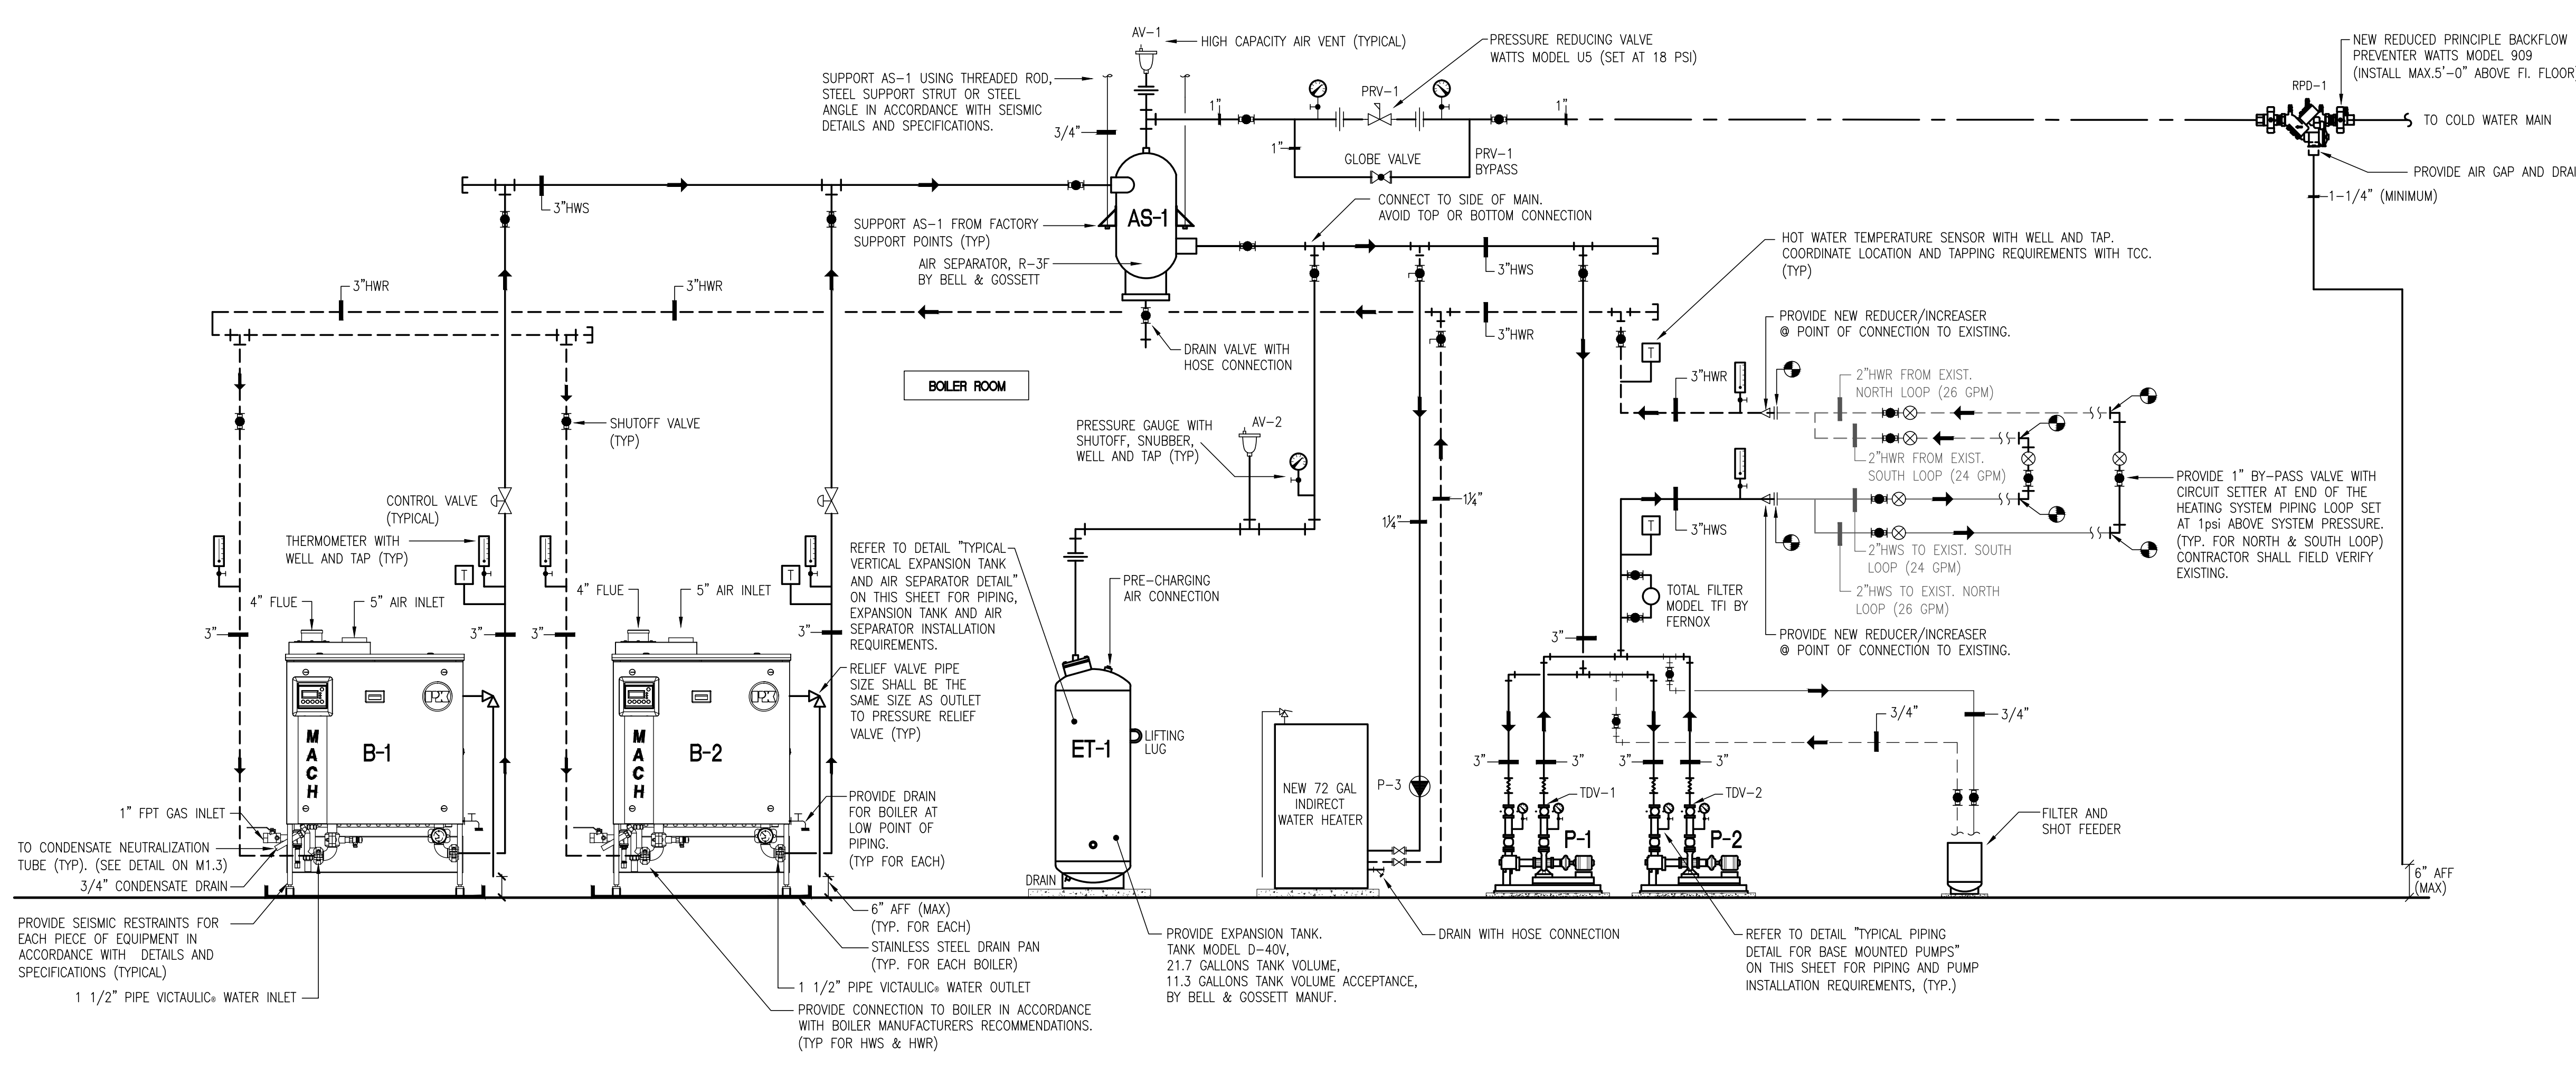 AV-1
HIGH CAPACITY AIR VENT (TYPICAL)
SUPPORT AS-1 USING THREADED ROD,
STEEL SUPPORT STRUT OR STEEL
ANGLE IN ACCORDANCE WITH SEISMIC
DETAILS AND SPECIFICATIONS.
3/4"
PRESSURE REDUCING VALVE
WATTS MODEL U5 (SET AT 18 PSI)
1"
PRV-1
1"
1"
GLOBE VALVE
PRV-1
BYPASS
NEW REDUCED PRINCIPLE BACKFLOW
PREVENTER WATTS MODEL 909
(INSTALL MAX.5'-0" ABOVE FI. FLOOR)
RPD-1
TO COLD WATER MAIN
PROVIDE AIR GAP AND
1-1/4" (MINIMUM)
3"HWS
AS-1
SUPPORT AS-1 FROM FACTORY
SUPPORT POINTS (TYP)
AIR SEPARATOR, R-3F
BY BELL & GOSSETT
CONNECT TO SIDE OF MAIN.
AVOID TOP OR BOTTOM CONNECTION
3"HWS
HOT WATER TEMPERATURE SENSOR WITH WELL AND TAP.
COORDINATE LOCATION AND TAPPING REQUIREMENTS WITH TCC.
(TYP)
3"HWR
3"HWR
3"HWR
DRAIN VALVE WITH
HOSE CONNECTION
BOILER ROOM
PROVIDE NEW REDUCER/INCREASER
@ POINT OF CONNECTION TO EXISTING.
T
3"HWR
2"HWR FROM EXIST.
NORTH LOOP (26 GPM)
2"HWR FROM EXIST.
SOUTH LOOP (24 GPM)
SHUTOFF VALVE
(TYP)
PRESSURE GAUGE WITH
SHUTOFF, SNUBBER,
WELL AND TAP (TYP)
AV-2
1¼"
1¼"
PROVIDE 1" BY-PASS VALVE WITH
CIRCUIT SETTER AT END OF THE
HEATING SYSTEM PIPING LOOP SET
AT 1psi ABOVE SYSTEM PRESSURE.
(TYP. FOR NORTH & SOUTH LOOP)
CONTRACTOR SHALL FIELD VERIFY
EXISTING.
CONTROL VALVE
(TYPICAL)
THERMOMETER WITH
WELL AND TAP (TYP)
T
T
T
3"HWS
2"HWS TO EXIST. SOUTH
LOOP (24 GPM)
2"HWS TO EXIST. NORTH
LOOP (26 GPM)
REFER TO DETAIL "TYPICAL
VERTICAL EXPANSION TANK
AND AIR SEPARATOR DETAIL"
ON THIS SHEET FOR PIPING,
EXPANSION TANK AND AIR
SEPARATOR INSTALLATION
REQUIREMENTS.
PRE-CHARGING
AIR CONNECTION
TOTAL FILTER
MODEL TFI BY
FERNOX
PROVIDE NEW REDUCER/INCREASER
@ POINT OF CONNECTION TO EXISTING.
4" FLUE
5" AIR INLET
4" FLUE
5" AIR INLET
3"
3"
3"
3"
3"
RELIEF VALVE PIPE
SIZE SHALL BE THE
SAME SIZE AS OUTLET
TO PRESSURE RELIEF
VALVE (TYP)
MACH
B-1
MACH
B-2
ET-1
LIFTING
LUG
3/4"
3/4"
3"
3"
3"
3"
NEW 72 GAL
INDIRECT
WATER HEATER
P-3
TDV-1
TDV-2
P-1
P-2
FILTER AND
SHOT FEEDER
PROVIDE DRAIN
FOR BOILER AT
LOW POINT OF
PIPING.
(TYP FOR EACH)
1" FPT GAS INLET
TO CONDENSATE NEUTRALIZATION
TUBE (TYP). (SEE DETAIL ON M1.3)
3/4" CONDENSATE DRAIN
DRAIN
6" AFF
(MAX)
PROVIDE SEISMIC RESTRAINTS FOR
EACH PIECE OF EQUIPMENT IN
ACCORDANCE WITH DETAILS AND
SPECIFICATIONS (TYPICAL)
1 1/2" PIPE VICTAULIC® WATER INLET
6" AFF (MAX)
(TYP. FOR EACH)
STAINLESS STEEL DRAIN PAN
(TYP. FOR EACH BOILER)
1 1/2" PIPE VICTAULIC® WATER OUTLET
PROVIDE CONNECTION TO BOILER IN ACCORDANCE
WITH BOILER MANUFACTURERS RECOMMENDATIONS.
(TYP FOR HWS & HWR)
PROVIDE EXPANSION TANK.
TANK MODEL D-40V,
21.7 GALLONS TANK VOLUME,
11.3 GALLONS TANK VOLUME ACCEPTANCE,
BY BELL & GOSSETT MANUF.
DRAIN WITH HOSE CONNECTION
REFER TO DETAIL "TYPICAL PIPING
DETAIL FOR BASE MOUNTED PUMPS"
ON THIS SHEET FOR PIPING AND PUMP
INSTALLATION REQUIREMENTS, (TYP.)